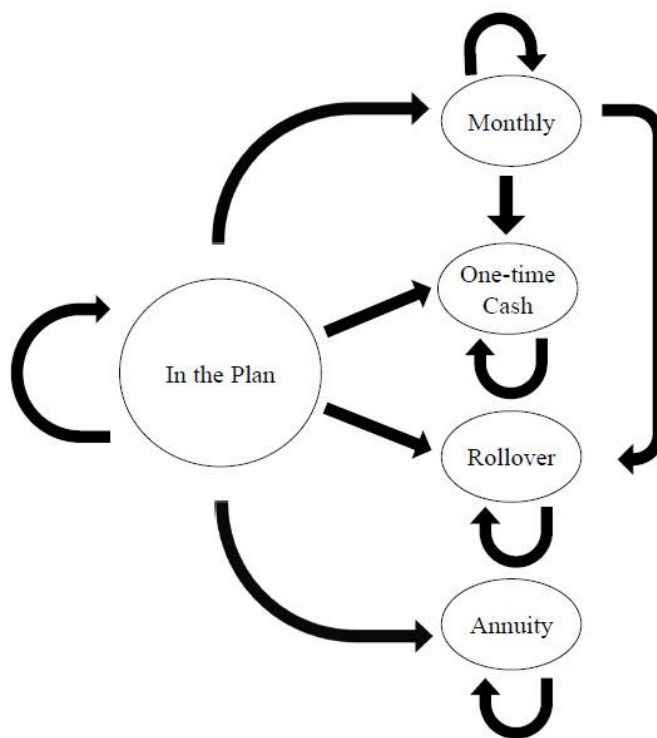 Monthly
One-time
Cash
In the Plan
Rollover
Annuity